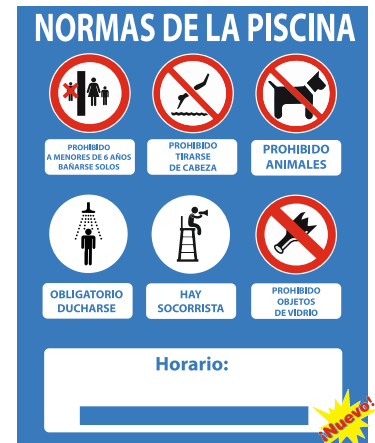 NORMAS DE LA PISCINA
PROHIBIDO
A MENORES DE 6 AÑOS
BAÑARSE SOLOS
PROHIBIDO
TIRARSE
DE CABEZA
PROHIBIDO
ANIMALES
OBLIGATORIO
DUCHARSE
HAY
SOCORRISTA
PROHIBIDO
OBJETOS
DE VIDRIO
Horario:
¡Nuevo!